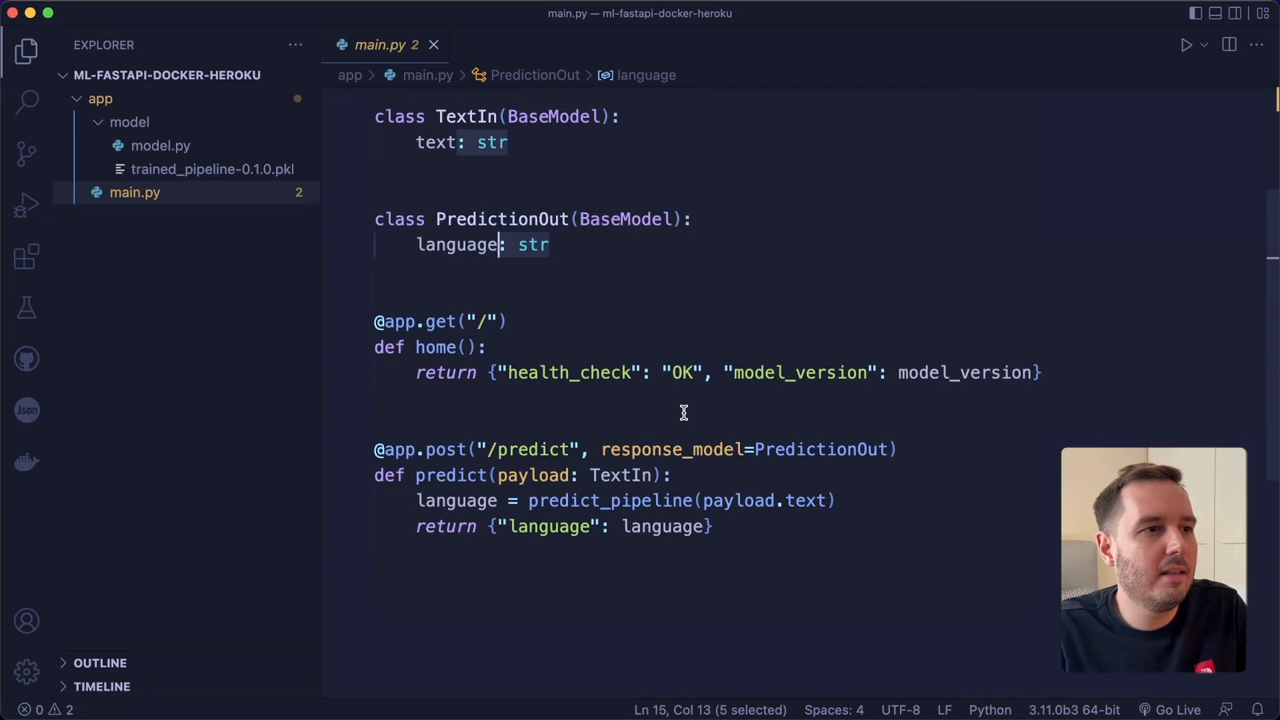 main.py — ml-fastapi-docker-heroku
EXPLORER
ML-FASTAPI-DOCKER-HEROKU
app
model
model.py
trained_pipeline-0.1.0.pkl
main.py 2
OUTLINE
TIMELINE
main.py 2
app > main.py > PredictionOut > language
class TextIn(BaseModel):
text: str
class PredictionOut(BaseModel):
language: str
@app.get("/")
def home():
return {"health_check": "OK", "model_version": model_version}
@app.post("/predict", response_model=PredictionOut)
def predict(payload: TextIn):
language = predict_pipeline(payload.text)
return {"language": language}
Json
0 2
Ln 15, Col 13 (5 selected) Spaces: 4 UTF-8 LF Python 3.11.0b3 64-bit Go Live